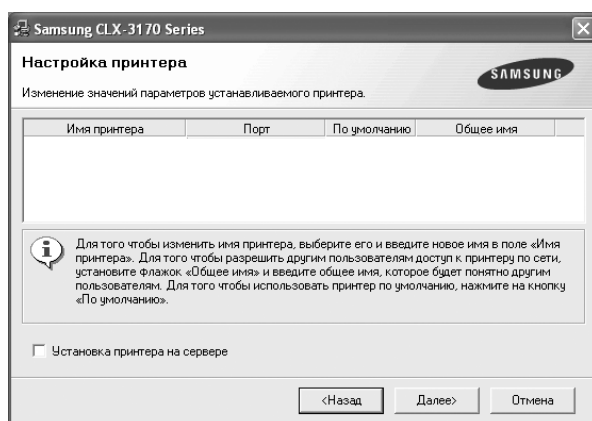 Samsung CLX-3170 Series
Настройка принтера
SAMSUNG
Изменение значений параметров устанавливаемого принтера.
Имя принтера Порт По умолчанию Общее имя
Для того чтобы изменить имя принтера, выберите его и введите новое имя в поле «Имя
принтера». Для того чтобы разрешить другим пользователям доступ к принтеру по сети,
установите флажок «Общее имя» и введите общее имя, которое будет понятно другим
пользователям. Для того чтобы использовать принтер по умолчанию, нажмите на кнопку
«По умолчанию».
Установка принтера на сервере
<Назад Далее> Отмена